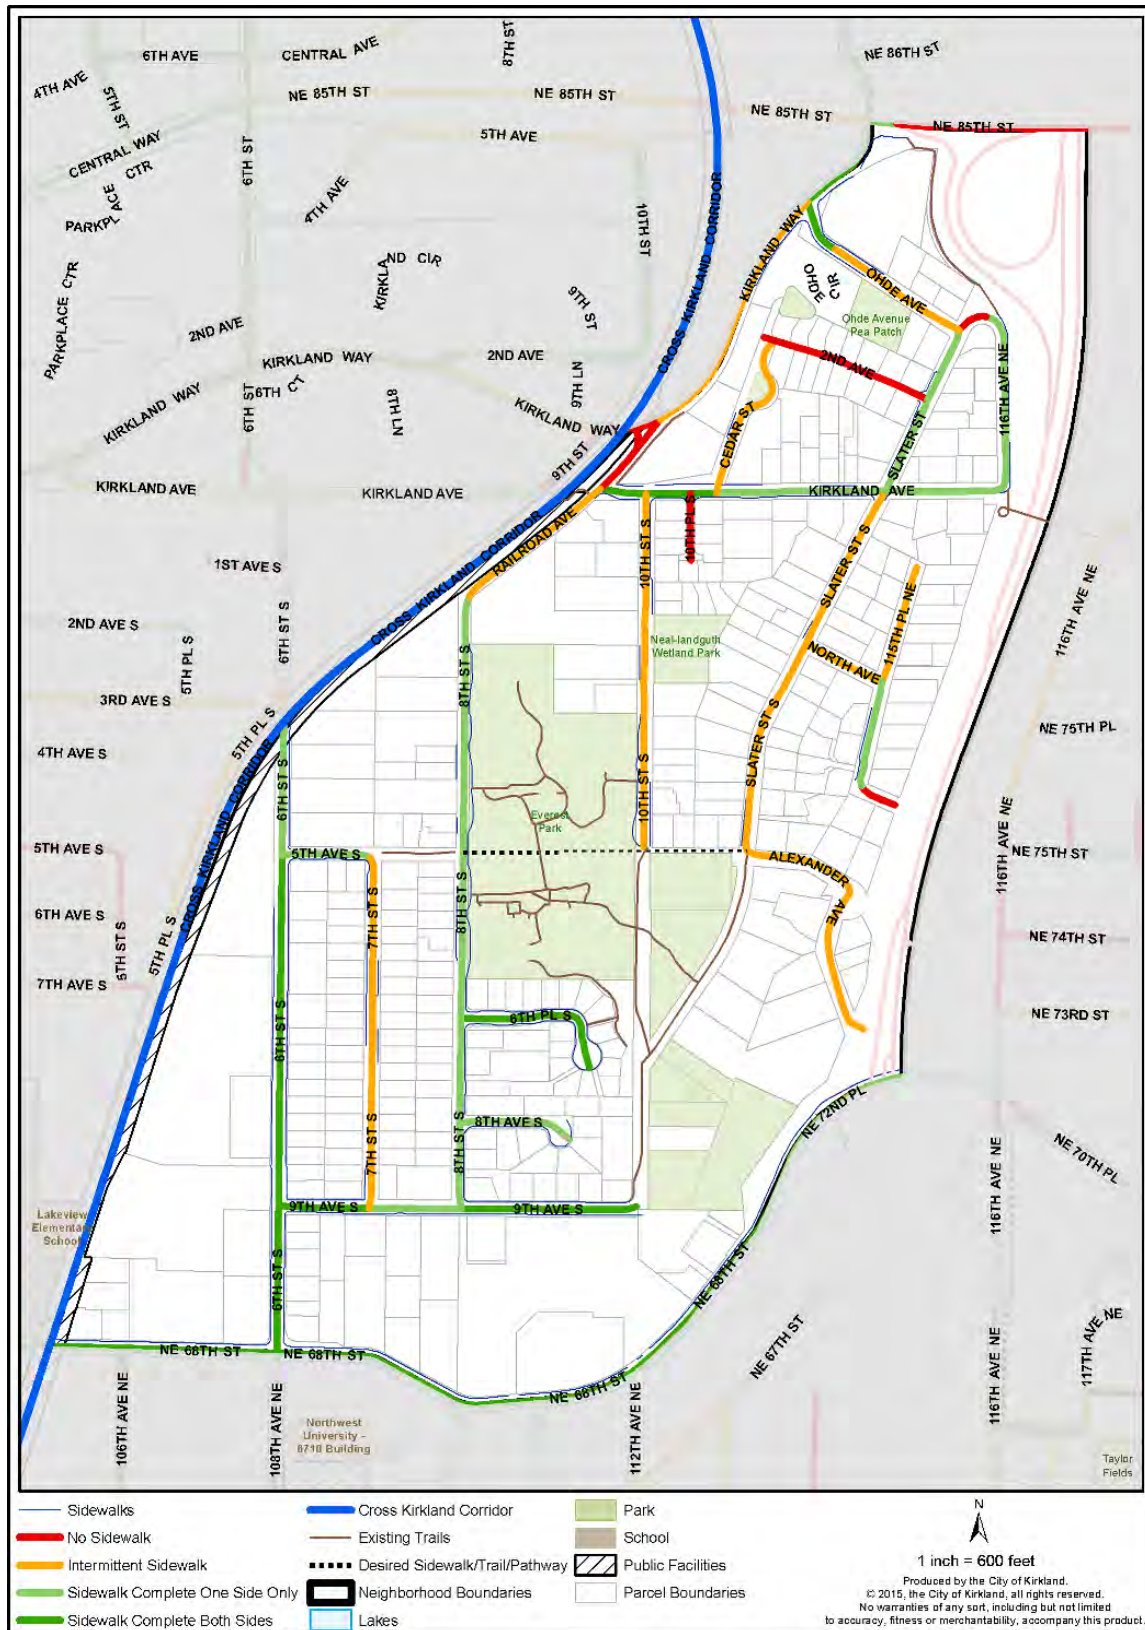 6TH AVE
CENTRAL AVE
8TH ST
NE 86TH ST
4TH AVE
5TH ST
NE 85TH ST
NE 85TH ST
NE 85TH ST
NE 85TH ST
5TH AVE
CENTRAL WAY
6TH ST
PARKPLACE CTR
4TH AVE
10TH ST
CROSS KIRKLAND CORRIDOR
KIRKLAND WAY
KIRKLAND CIR
OHDE CIR
OHDE AVE
Ohde Avenue
Pea Patch
PARKPLACE CTR
9TH ST
2ND AVE
KIRKLAND WAY
2ND AVE
2ND AVE
116TH AVE NE
6TH CT
9TH LN
8TH LN
KIRKLAND WAY
6TH ST
KIRKLAND WAY
CEDAR ST
SLATER ST
9TH ST
KIRKLAND AVE
KIRKLAND AVE
KIRKLAND AVE
RAILROAD AVE
10TH PL S
10TH ST S
SLATER ST S
1ST AVE S
CROSS KIRKLAND CORRIDOR
115TH PL NE
116TH AVE NE
2ND AVE S
5TH PL S
6TH ST S
8TH ST S
Neal-landguth
Wetland Park
NORTH AVE
3RD AVE S
5TH PL S
NE 75TH PL
4TH AVE S
CROSS KIRKLAND CORRIDOR
6TH ST S
SLATER ST S
10TH ST S
Everest
Park
116TH AVE NE
5TH AVE S
5TH AVE S
ALEXANDER AVE
NE 75TH ST
6TH AVE S
5TH ST S
5TH PL S
7TH ST S
8TH ST S
NE 74TH ST
7TH AVE S
6TH ST S
6TH PL S
NE 73RD ST
NE 72ND PL
8TH AVE S
7TH ST S
8TH ST S
NE 70TH PL
116TH AVE NE
9TH AVE S
9TH AVE S
Lakeview
Elementary
School
6TH ST S
NE 68TH ST
NE 68TH ST
NE 68TH ST
NE 68TH ST
NE 67TH ST
116TH AVE NE
117TH AVE NE
106TH AVE NE
108TH AVE NE
112TH AVE NE
Northwest
University -
6710 Building
Taylor
Fields
Sidewalks
No Sidewalk
Intermittent Sidewalk
Sidewalk Complete One Side Only
Sidewalk Complete Both Sides
Cross Kirkland Corridor
Existing Trails
Desired Sidewalk/Trail/Pathway
Neighborhood Boundaries
Lakes
Park
School
Public Facilities
Parcel Boundaries
N
1 inch = 600 feet
Produced by the City of Kirkland.
© 2015, the City of Kirkland, all rights reserved.
No warranties of any sort, including but not limited
to accuracy, fitness or merchantability, accompany this product.